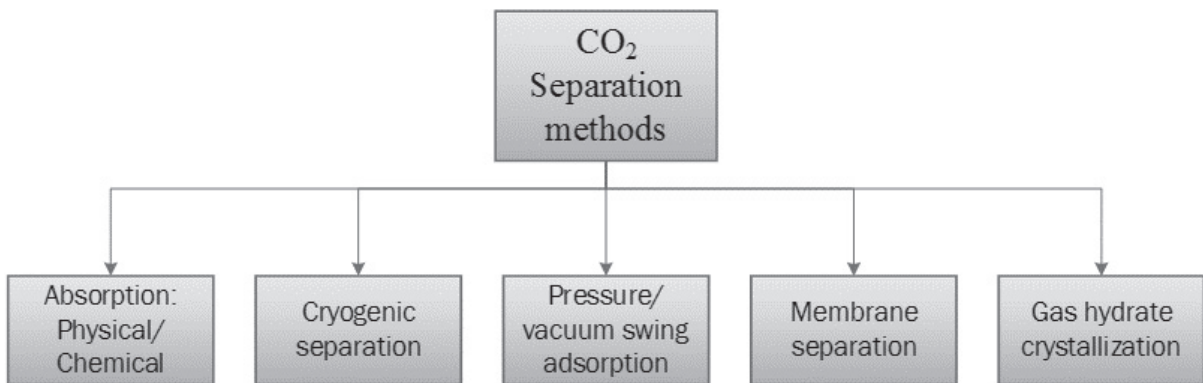 CO₂
Separation
methods
Absorption:
Physical/
Chemical
Cryogenic
separation
Pressure/
vacuum swing
adsorption
Membrane
separation
Gas hydrate
crystallization